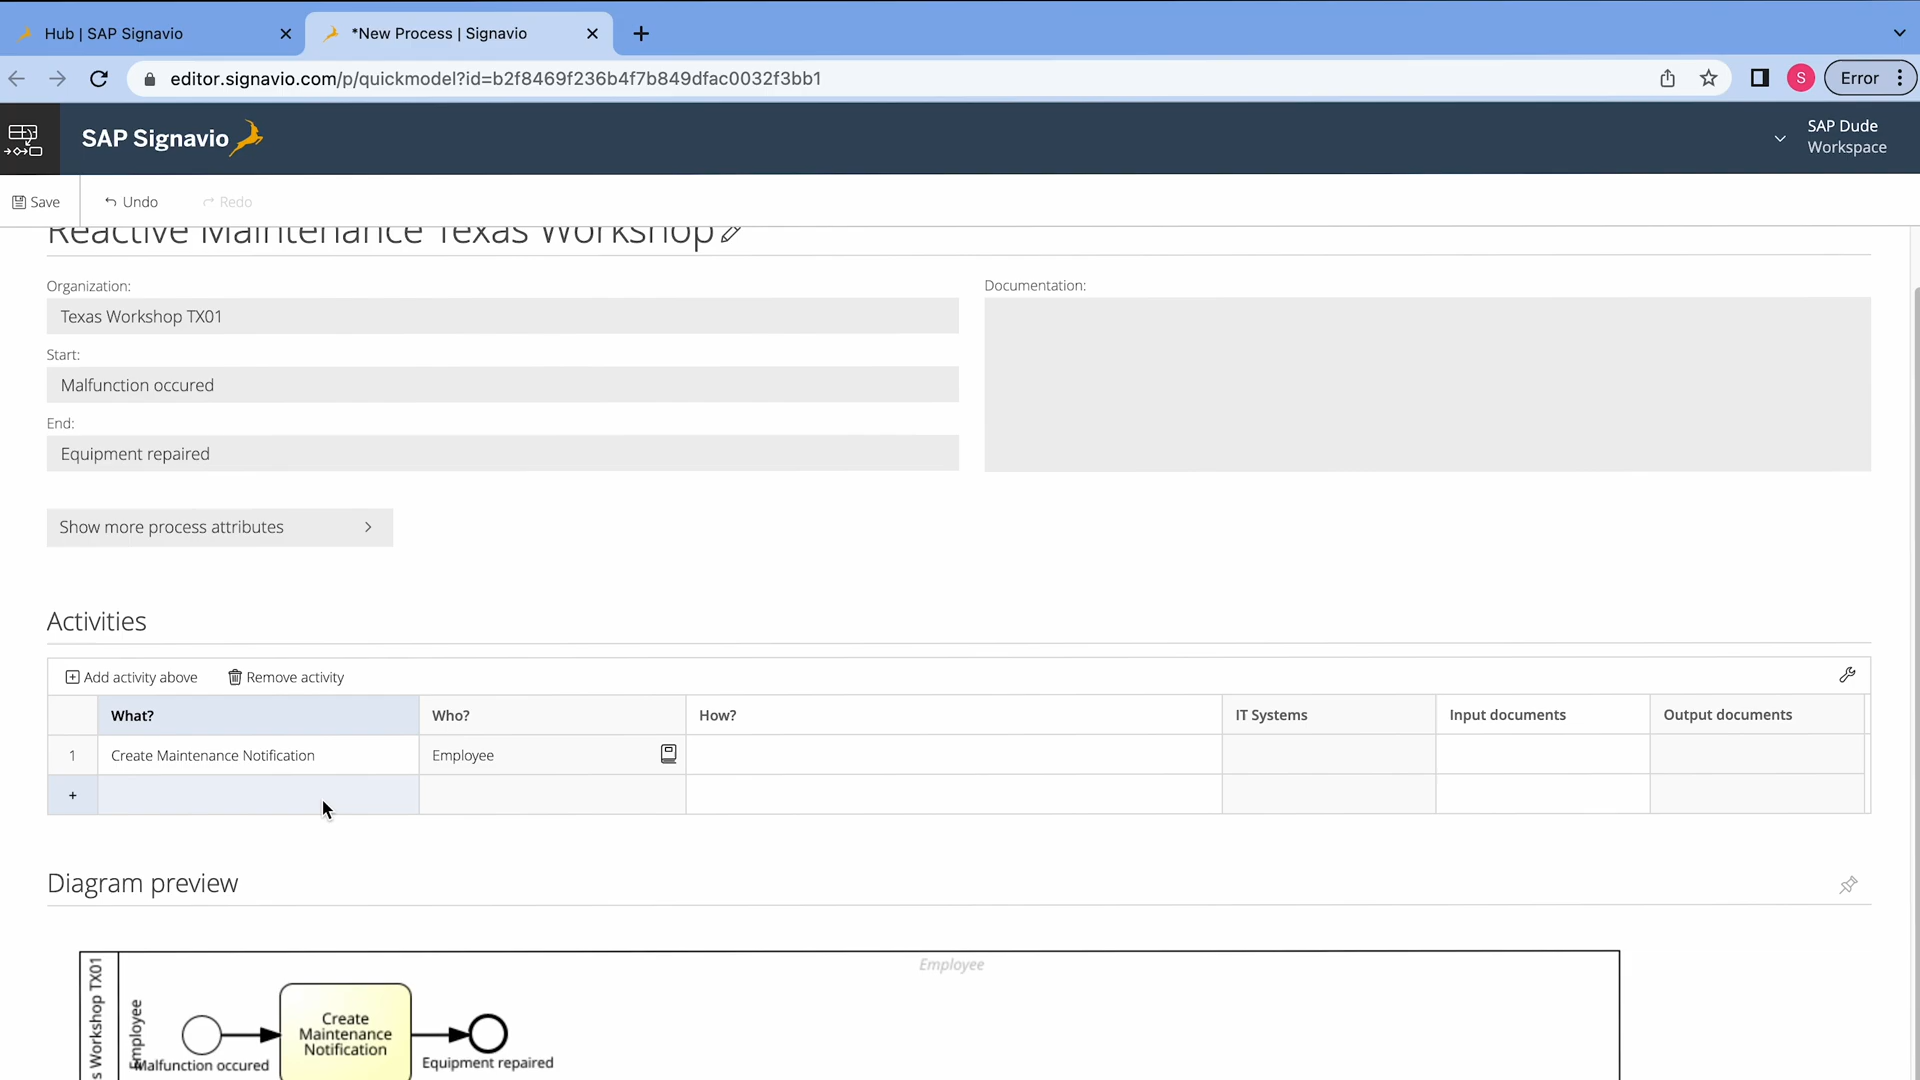 Hub | SAP Signavio
*New Process | Signavio
editor.signavio.com/p/quickmodel?id=b2f8469f236b4f7b849dfac0032f3bb1
S
Error
SAP Signavio
SAP Dude
Workspace
Save
Undo
Redo
Reactive Maintenance Texas Workshop
Organization:
Texas Workshop TX01
Start:
Malfunction occured
End:
Equipment repaired
Documentation:
Show more process attributes
Activities
Add activity above
Remove activity
What? Who? How? IT Systems Input documents Output documents
1 Create Maintenance Notification Employee
+
Diagram preview
s Workshop TX01
Employee
Employee
Malfunction occured
Create
Maintenance
Notification
Equipment repaired